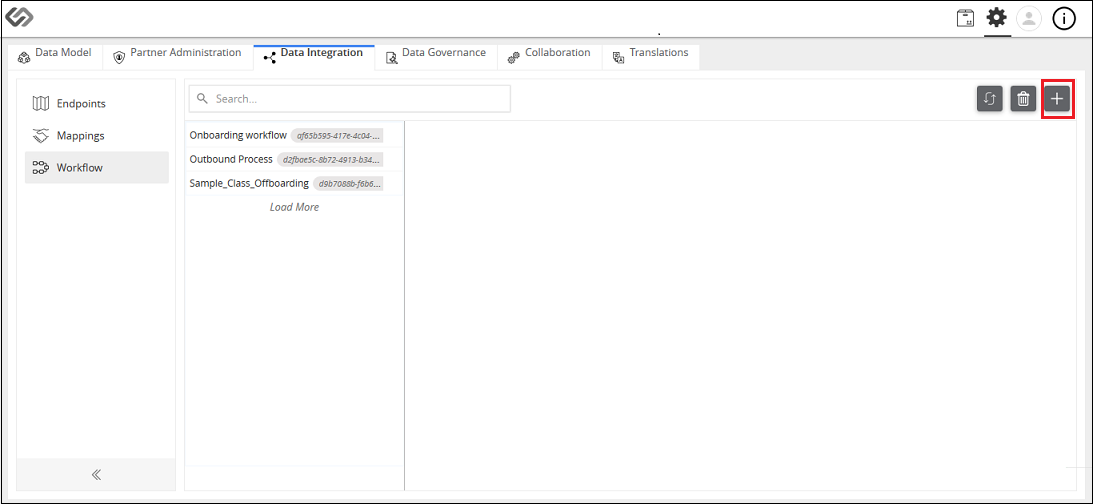 Data Model
Partner Administration
Data Integration
Data Governance
Collaboration
Translations
Endpoints
Mappings
Workflow
Search...
Onboarding workflow af65b595-417e-4c04-...
Outbound Process d2fbae5c-8b72-4913-b34...
Sample_Class_Offboarding d9b7088b-f6b6...
Load More